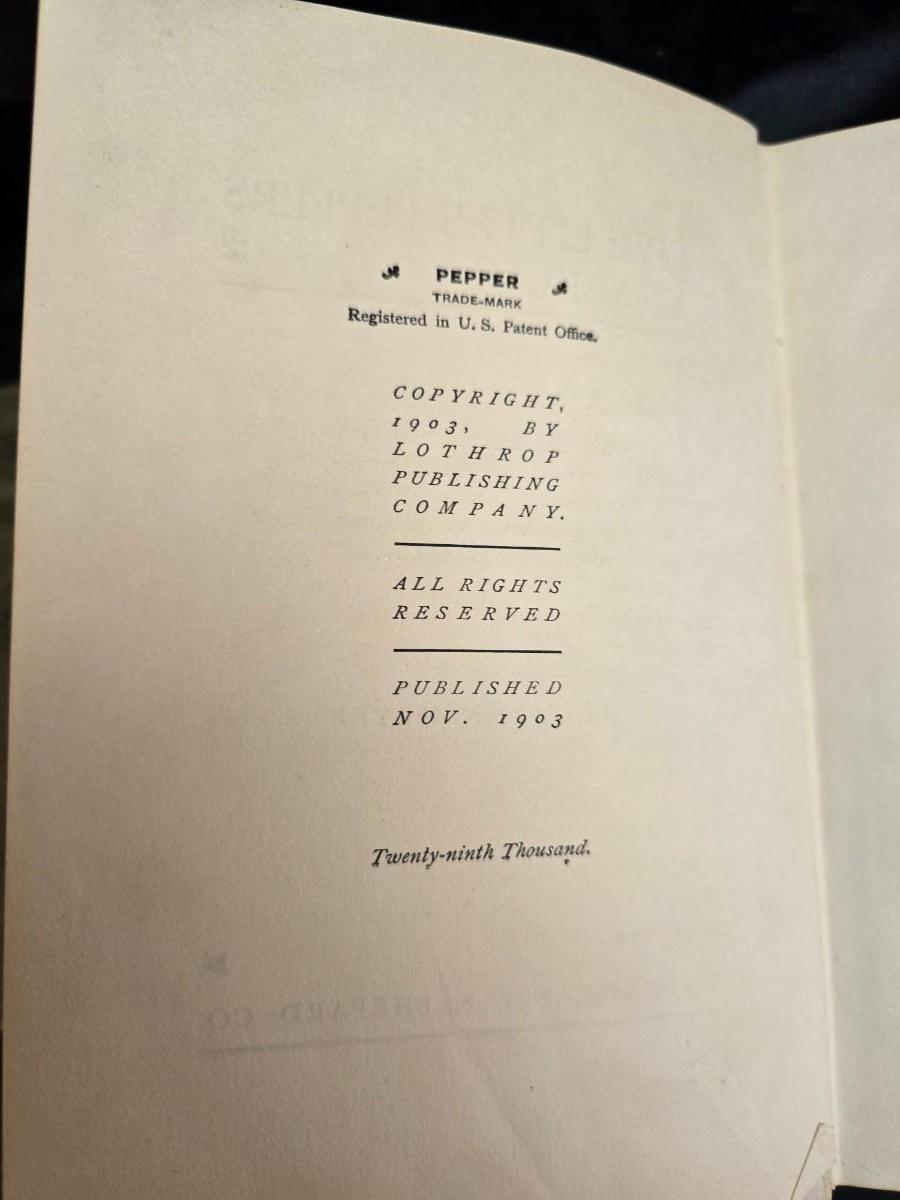 PEPPER
TRADE-MARK
Registered in U. S. Patent Office.
COPYRIGHT,
1903, BY
LOTHROP
PUBLISHING
COMPANY.
ALL RIGHTS
RESERVED
PUBLISHED
NOV. 1903
Twenty-ninth Thousand.